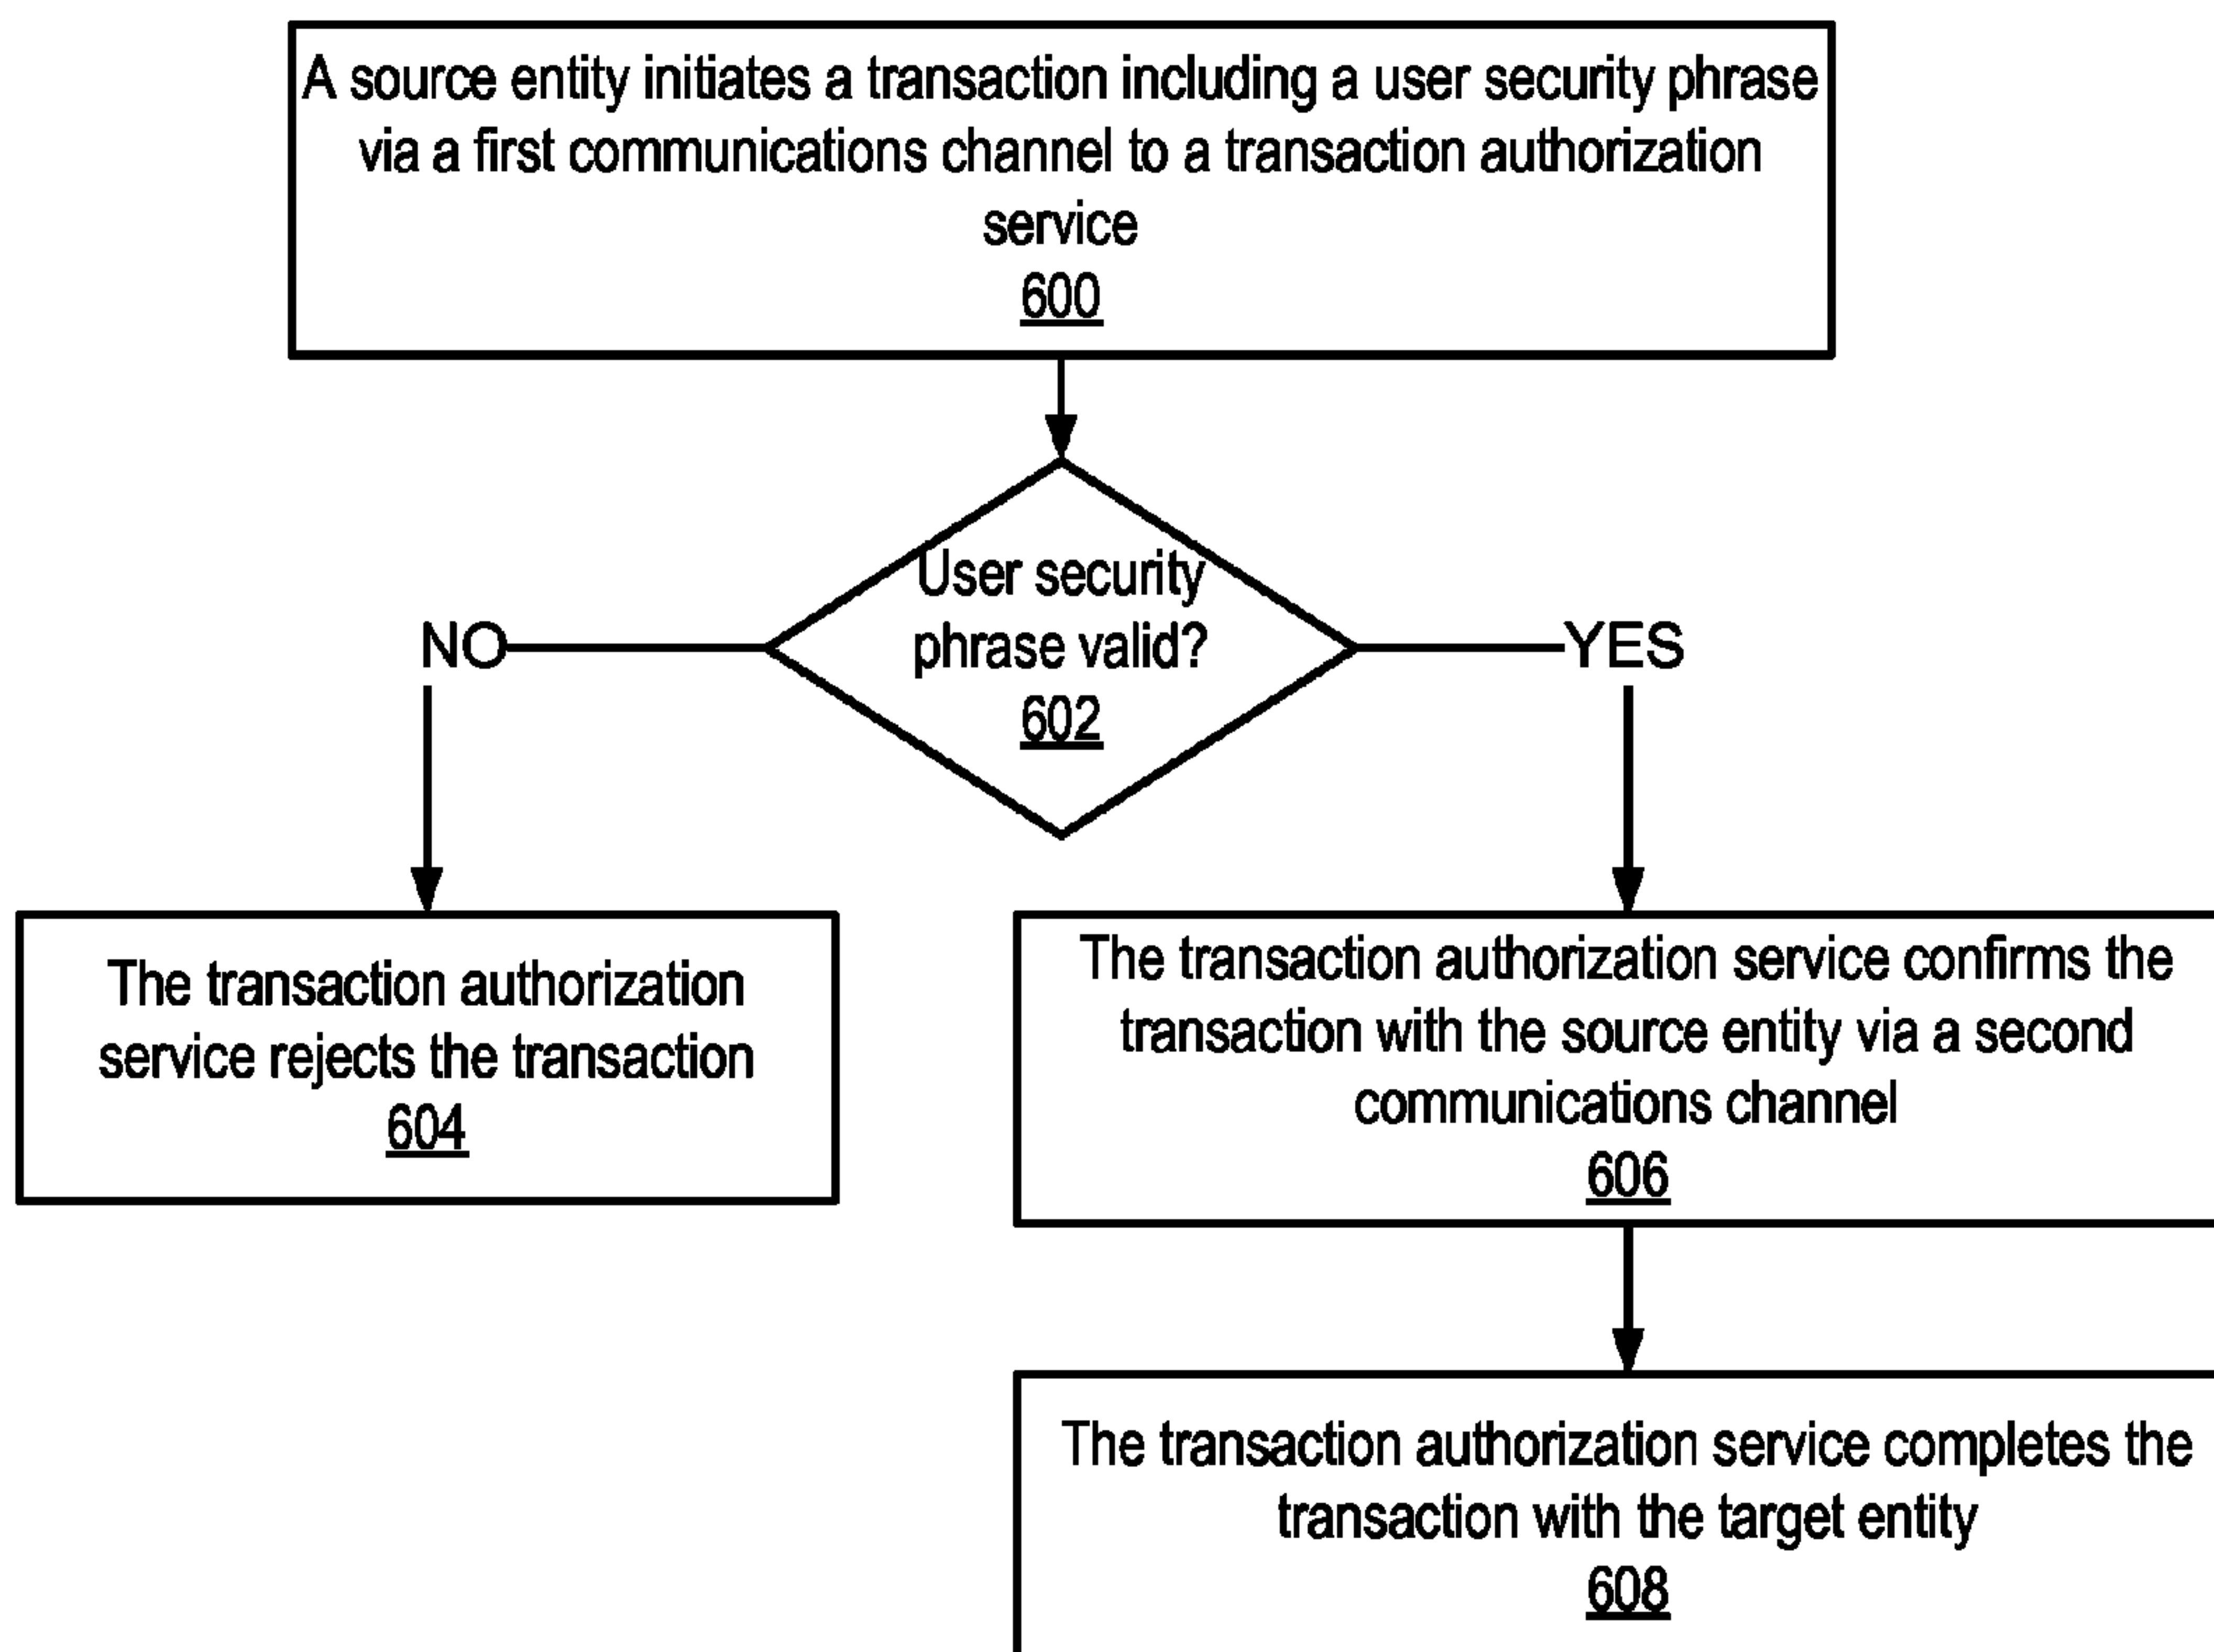 A source entity initiates a transaction including a user security phrase
via a first communications channel to a transaction authorization
service
600
User security
phrase valid?
602
NO
YES
The transaction authorization
service rejects the transaction
604
The transaction authorization service confirms the
transaction with the source entity via a second
communications channel
606
The transaction authorization service completes the
transaction with the target entity
608